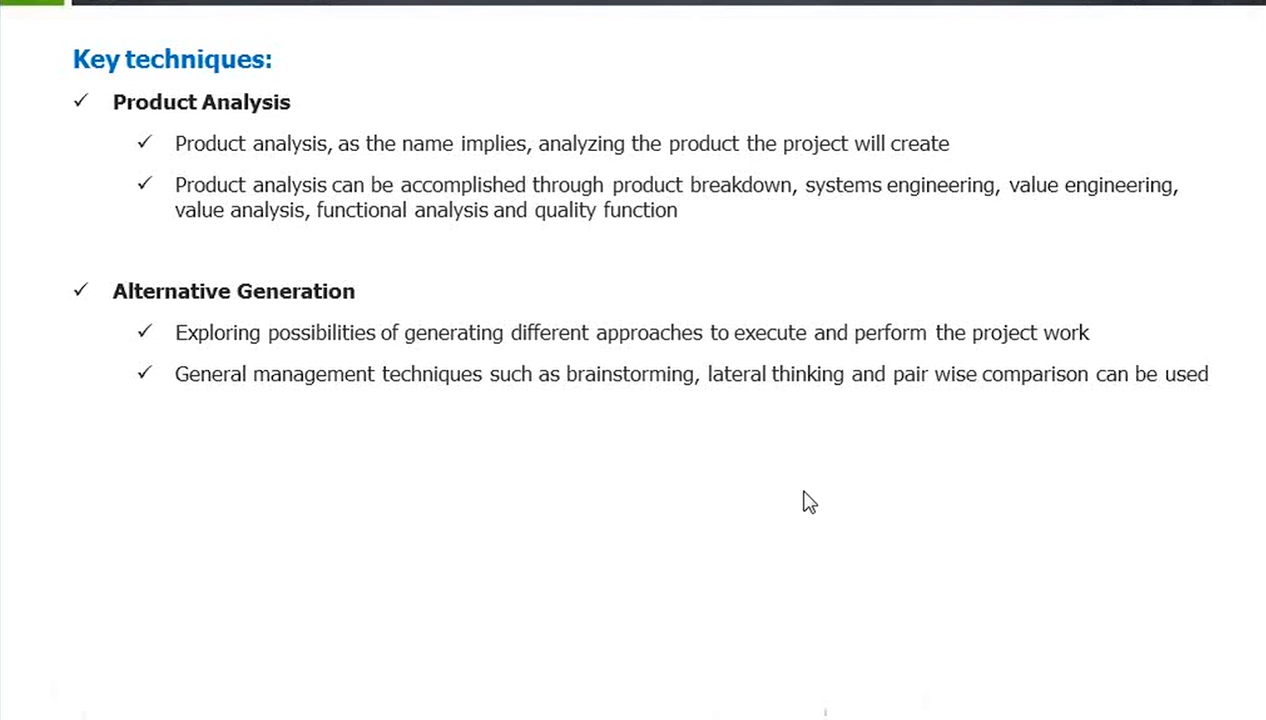 Key techniques:
✓ Product Analysis
✓ Product analysis, as the name implies, analyzing the product the project will create
✓ Product analysis can be accomplished through product breakdown, systems engineering, value engineering,
value analysis, functional analysis and quality function
✓ Alternative Generation
✓ Exploring possibilities of generating different approaches to execute and perform the project work
✓ General management techniques such as brainstorming, lateral thinking and pair wise comparison can be used